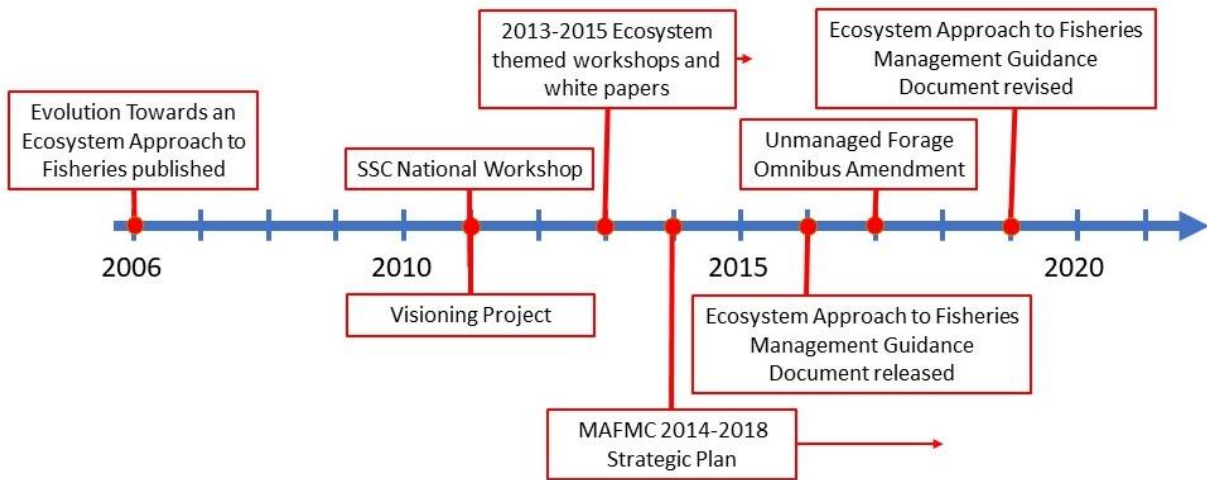 2013-2015 Ecosystem
themed workshops and
white papers
Ecosystem Approach to Fisheries
Management Guidance
Document revised
Evolution Towards an
Ecosystem Approach to
Fisheries published
SSC National Workshop
Unmanaged Forage
Omnibus Amendment
2006
2010
2015
2020
Visioning Project
Ecosystem Approach to Fisheries
Management Guidance
Document released
MAFMC 2014-2018
Strategic Plan